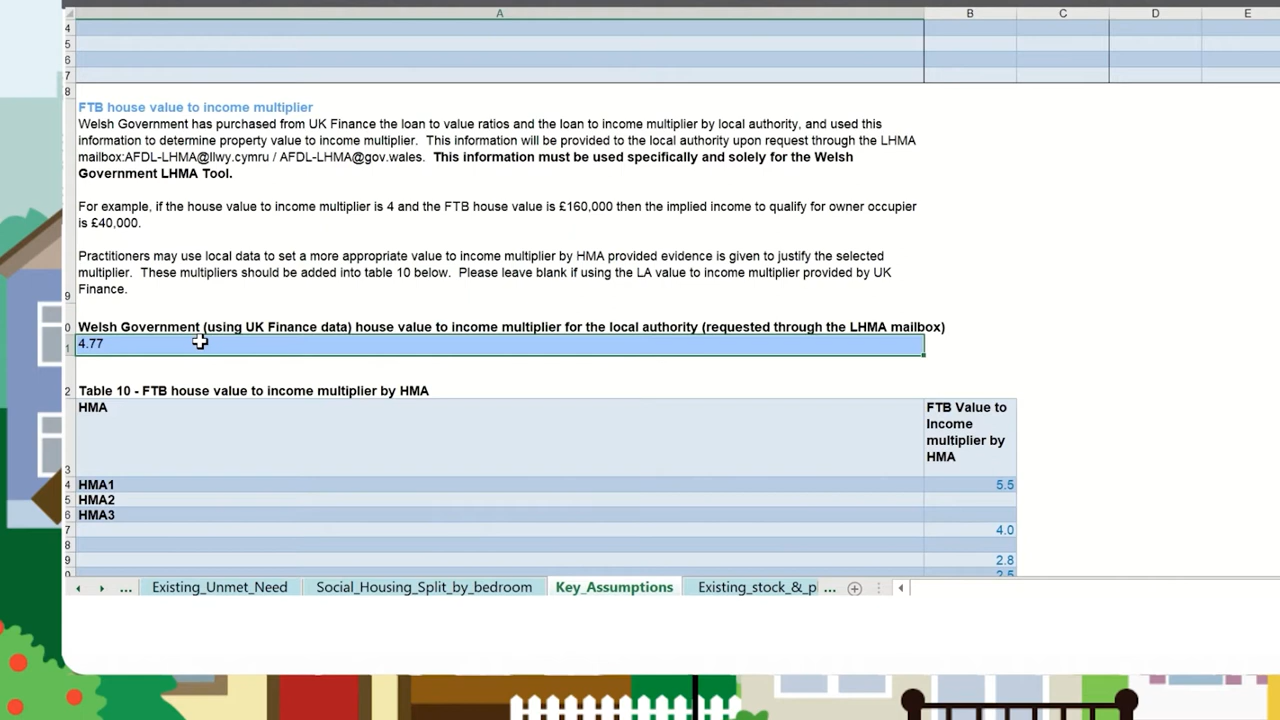 A B C D E
4
5
6
7
8
FTB house value to income multiplier
Welsh Government has purchased from UK Finance the loan to value ratios and the loan to income multiplier by local authority, and used this
information to determine property value to income multiplier. This information will be provided to the local authority upon request through the LHMA
mailbox:AFDL-LHMA@llwy.cymru / AFDL-LHMA@gov.wales. This information must be used specifically and solely for the Welsh
Government LHMA Tool.
For example, if the house value to income multiplier is 4 and the FTB house value is £160,000 then the implied income to qualify for owner occupier
is £40,000.
Practitioners may use local data to set a more appropriate value to income multiplier by HMA provided evidence is given to justify the selected
multiplier. These multipliers should be added into table 10 below. Please leave blank if using the LA value to income multiplier provided by UK
9 Finance.
0 Welsh Government (using UK Finance data) house value to income multiplier for the local authority (requested through the LHMA mailbox)
1 4.77
2 Table 10 - FTB house value to income multiplier by HMA
HMA FTB Value to
Income
multiplier by
3 HMA
4 HMA1 5.5
5 HMA2
6 HMA3
7 4.0
8
9 2.8
0 2.5
... Existing_Unmet_Need Social_Housing_Split_by_bedroom Key_Assumptions Existing_stock_&_p ...